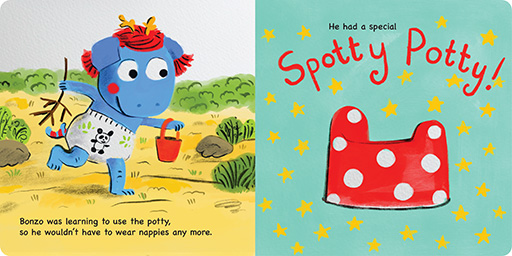 Bonzo was learning to use the potty,
so he wouldn't have to wear nappies any more.
He had a special
Spotty Potty!